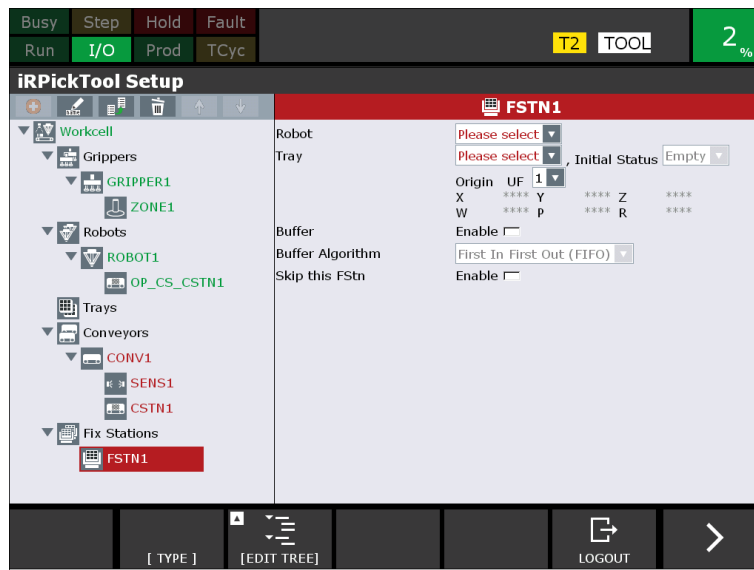 Busy Step Hold Fault
Run I/O Prod TCyc
T2 TOOL
2 %
iRPickTool Setup
FSTN1
Workcell
Grippers
GRIPPER1
ZONE1
Robots
ROBOT1
OP_CS_CSTN1
Trays
Conveyors
CONV1
SENS1
CSTN1
Fix Stations
FSTN1
Robot Please select
Tray Please select , Initial Status Empty
Origin UF 1
X **** Y **** Z ****
W **** P **** R ****
Buffer Enable
Buffer Algorithm First In First Out (FIFO)
Skip this FStn Enable
[ TYPE ] [EDIT TREE] LOGOUT